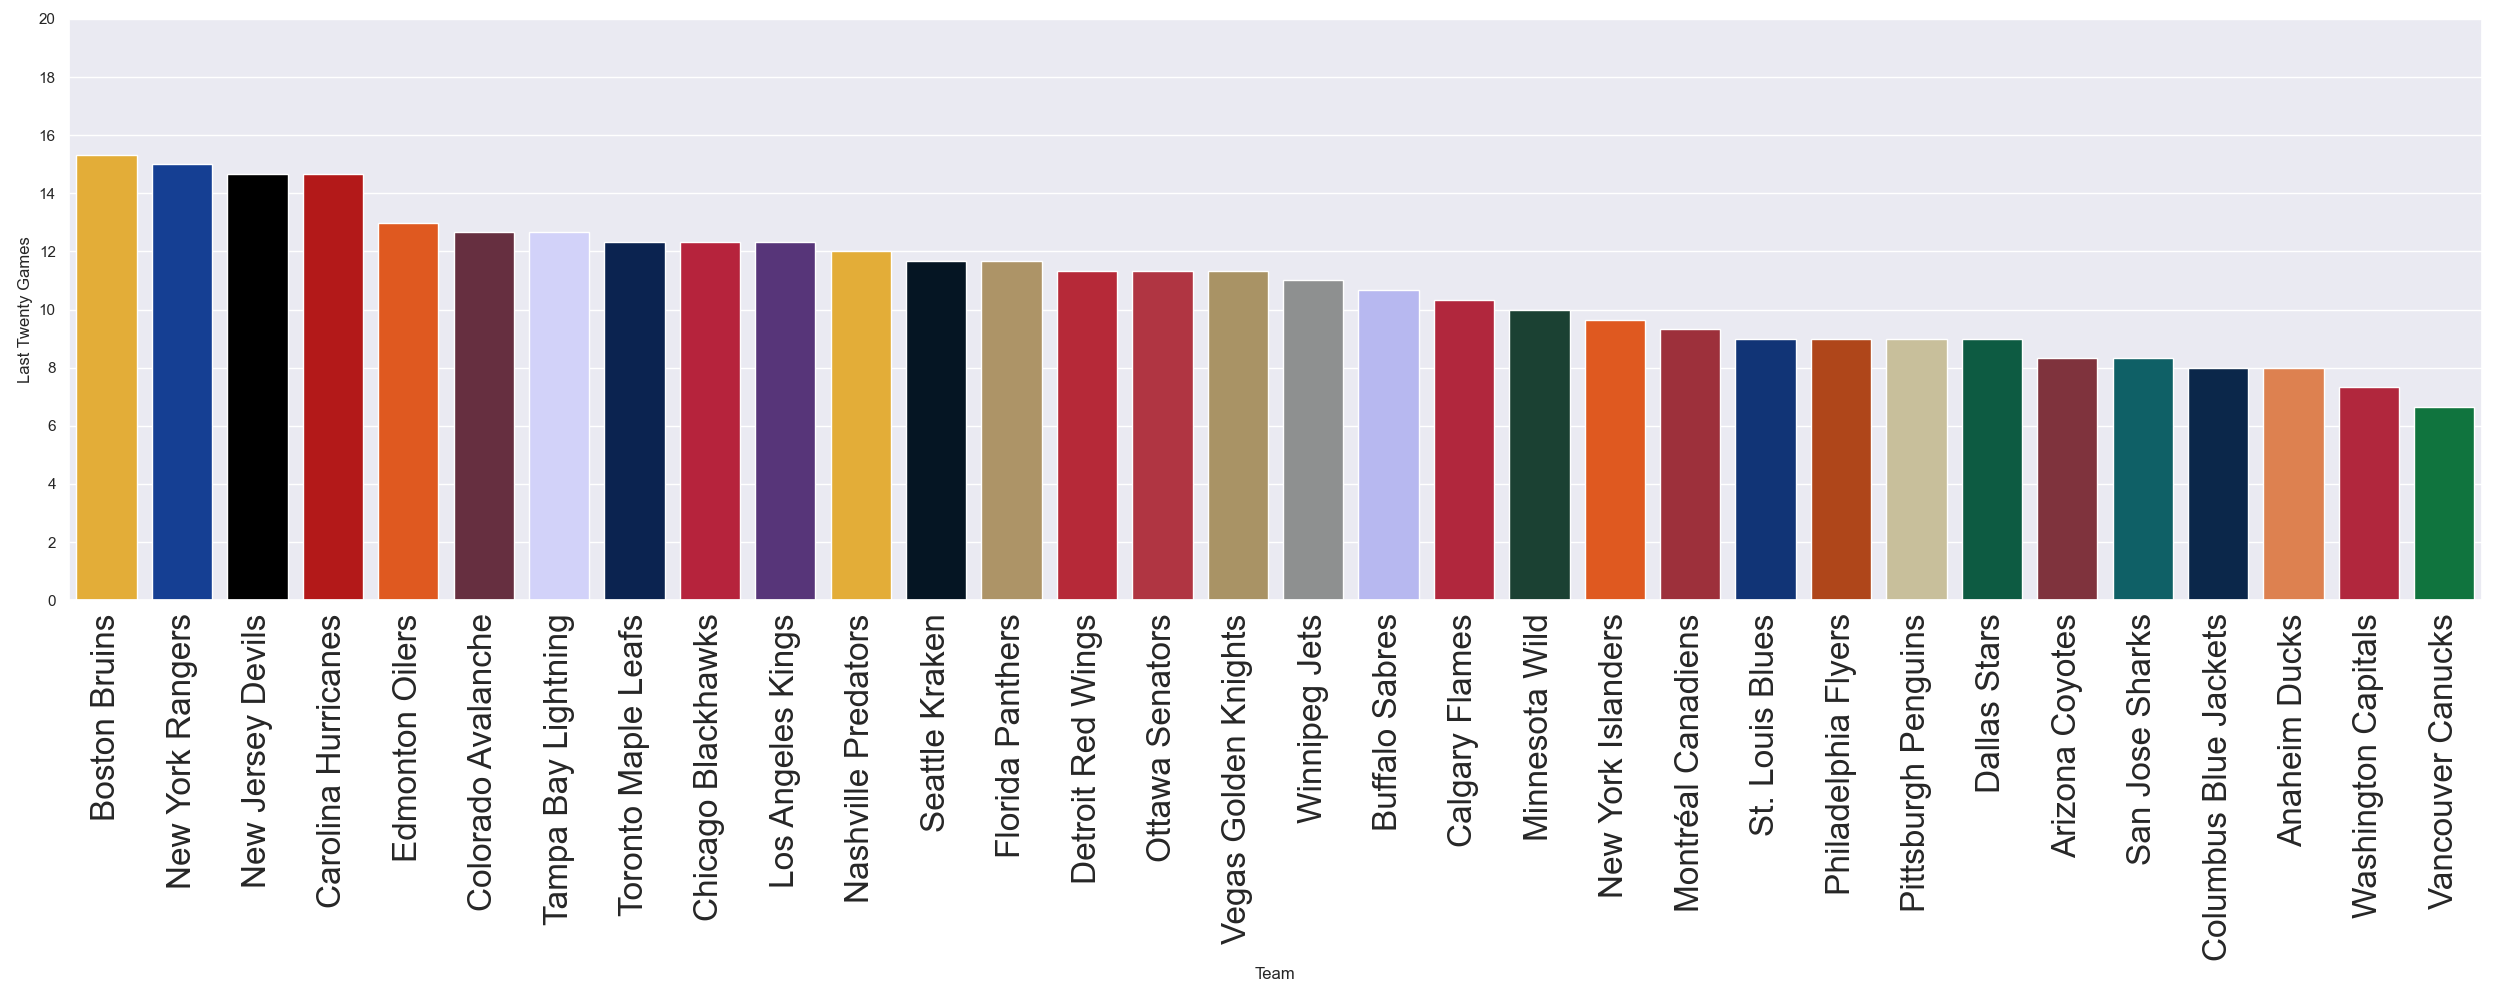 20
18
16
14
12
10
8
6
4
2
0
Last Twenty Games
Boston Bruins
New York Rangers
New Jersey Devils
Carolina Hurricanes
Edmonton Oilers
Colorado Avalanche
Tampa Bay Lightning
Toronto Maple Leafs
Chicago Blackhawks
Los Angeles Kings
Nashville Predators
Seattle Kraken
Florida Panthers
Detroit Red Wings
Ottawa Senators
Vegas Golden Knights
Winnipeg Jets
Buffalo Sabres
Calgary Flames
Minnesota Wild
New York Islanders
Montréal Canadiens
St. Louis Blues
Philadelphia Flyers
Pittsburgh Penguins
Dallas Stars
Arizona Coyotes
San Jose Sharks
Columbus Blue Jackets
Anaheim Ducks
Washington Capitals
Vancouver Canucks
Team